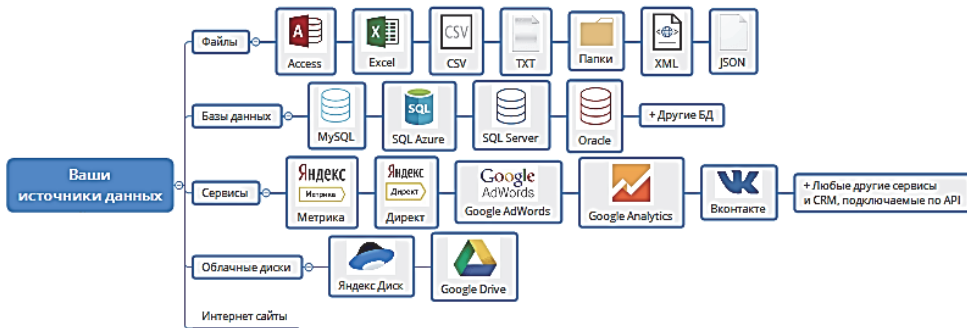 Файлы
Access
Excel
CSV
CSV
TXT
Папки
XML
JSON
Базы данных
MySQL
SQL
SQL Azure
SQL Server
Oracle
+ Другие БД
Ваши
источники данных
Сервисы
Яндекс
Метрика
Метрика
Яндекс
Директ
Директ
Google
AdWords
Google AdWords
Google Analytics
Вконтакте
+ Любые другие сервисы
и CRM, подключаемые по API
Облачные диски
Яндекс Диск
Google Drive
Интернет сайты